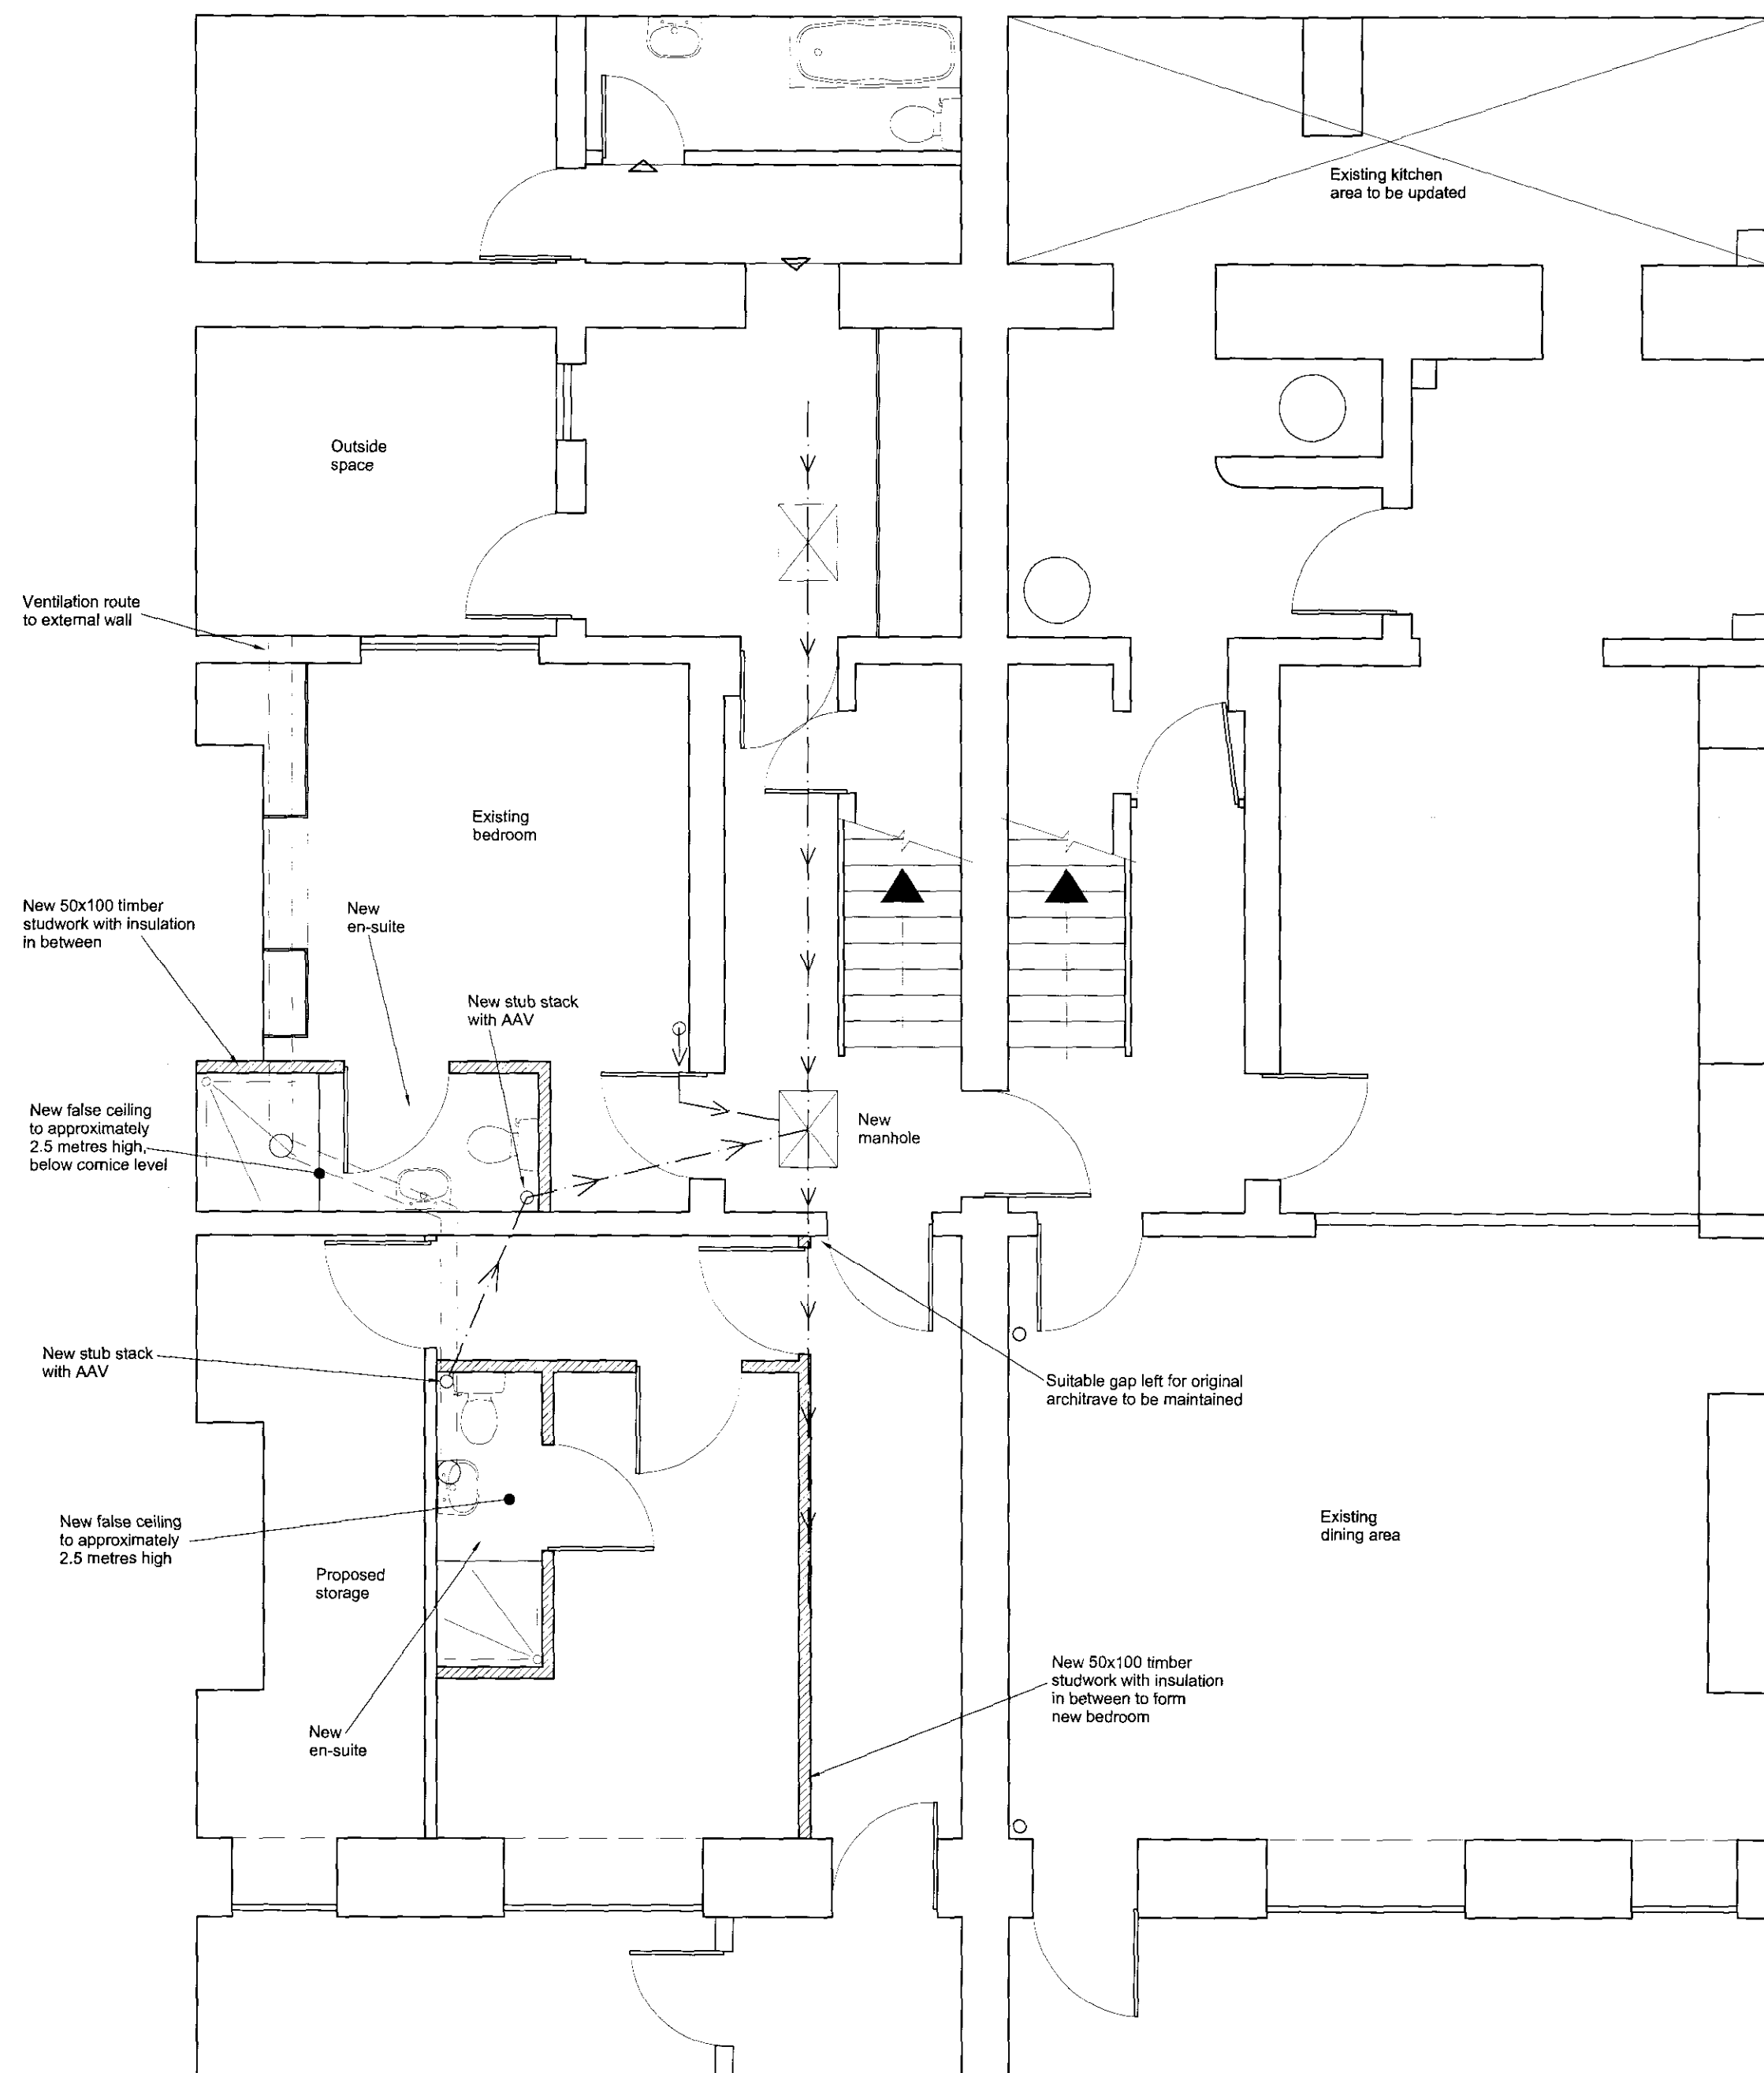 Existing kitchen
area to be updated
Outside
space
Ventilation route
to external wall
Existing
bedroom
New 50x100 timber
studwork with insulation
in between
New
en-suite
New stub stack
with AAV
New false ceiling
to approximately
2.5 metres high,
below cornice level
New
manhole
New stub stack
with AAV
Suitable gap left for original
architrave to be maintained
New false ceiling
to approximately
2.5 metres high
Existing
dining area
Proposed
storage
New 50x100 timber
studwork with insulation
in between to form
new bedroom
New
en-suite